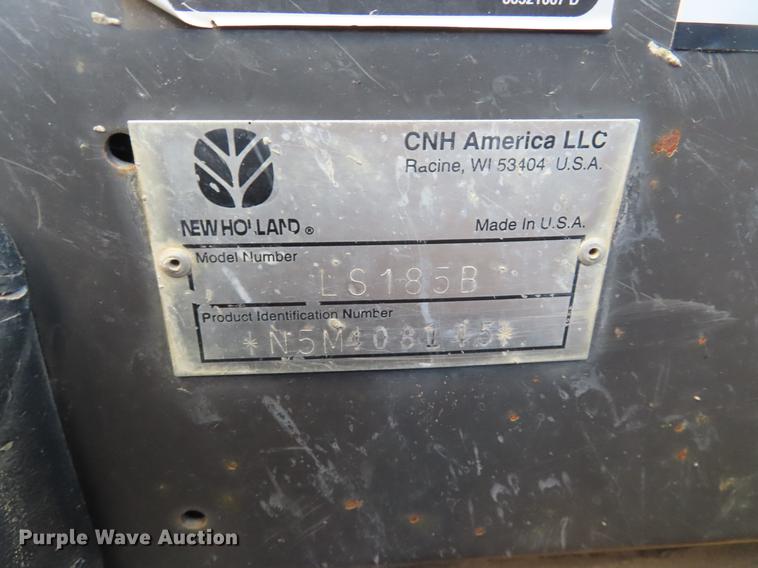 CNH America LLC
Racine, WI 53404 U.S.A.
NEW HOLLAND ®
Made In U.S.A.
Model Number
LS185B
Product Identification Number
*N5M408145*
Purple Wave Auction